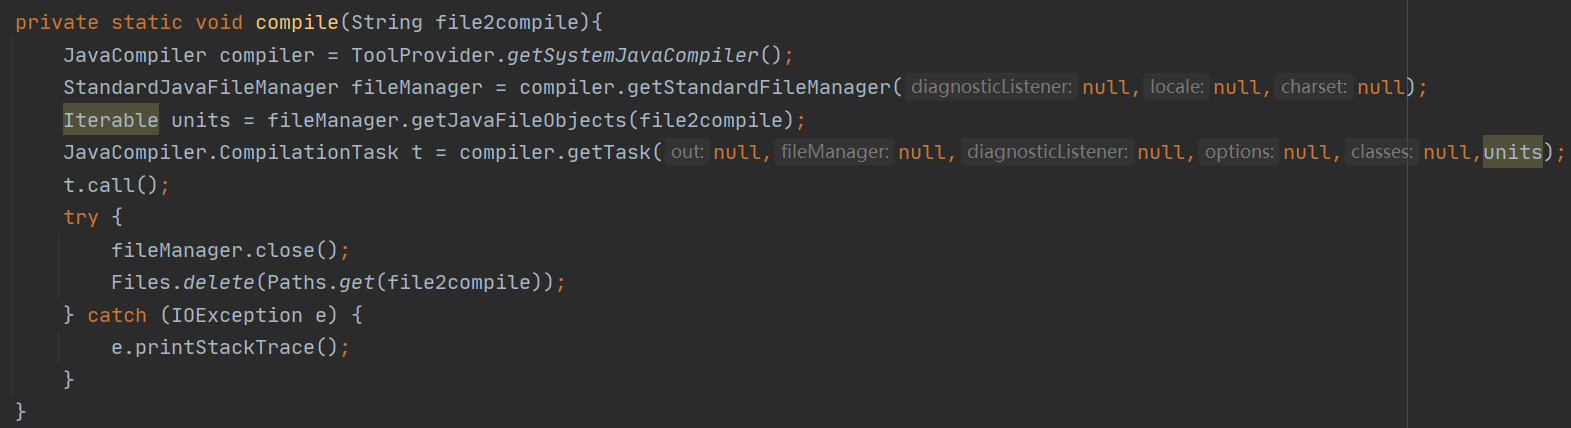 private static void compile(String file2compile){
    JavaCompiler compiler = ToolProvider.getSystemJavaCompiler();
    StandardJavaFileManager fileManager = compiler.getStandardFileManager( diagnosticListener: null, locale: null, charset: null);
    Iterable units = fileManager.getJavaFileObjects(file2compile);
    JavaCompiler.CompilationTask t = compiler.getTask( out: null, fileManager: null, diagnosticListener: null, options: null, classes: null,units);
    t.call();
    try {
        fileManager.close();
        Files.delete(Paths.get(file2compile));
    } catch (IOException e) {
        e.printStackTrace();
    }
}